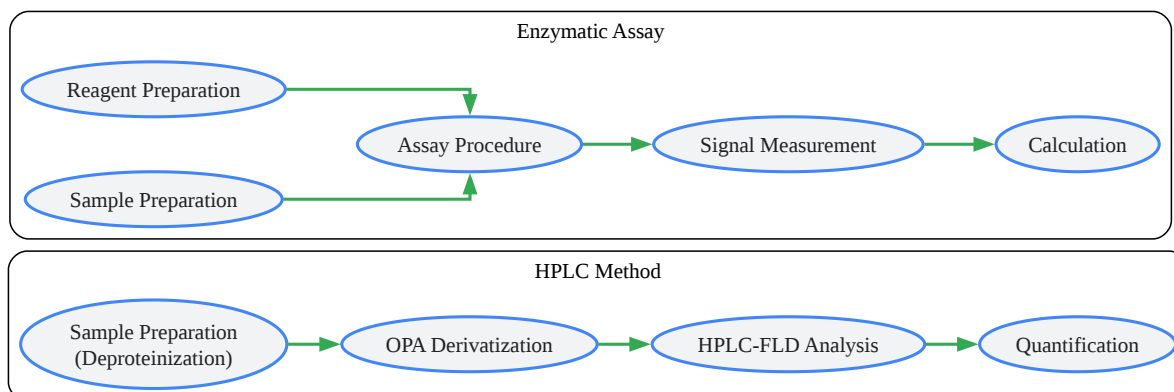 Enzymatic Assay
Reagent Preparation
Sample Preparation
Assay Procedure
Signal Measurement
Calculation
HPLC Method
Sample Preparation
(Deproteinization)
OPA Derivatization
HPLC-FLD Analysis
Quantification